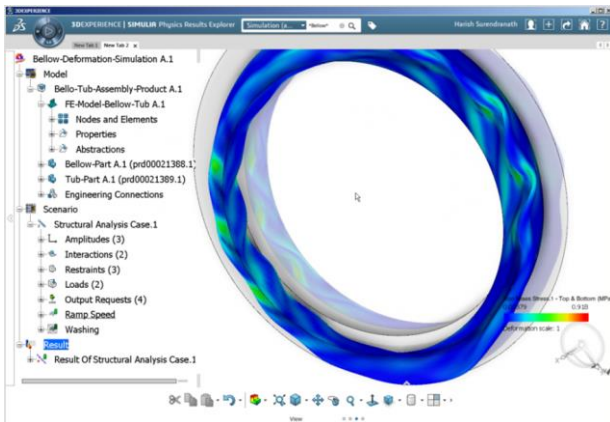 3DEXPERIENCE | SIMULIA Physics Results Explorer
Simulation (a...
"Bellow"
Harish Surendranath
New Tab 1
New Tab 2
Bellow-Deformation-Simulation A.1
Model
Bello-Tub-Assembly-Product A.1
FE-Model-Bellow-Tub A.1
Nodes and Elements
Properties
Abstractions
Bellow-Part A.1 (prd00021388.1)
Tub-Part A.1 (prd00021389.1)
Engineering Connections
Scenario
Structural Analysis Case.1
Amplitudes (3)
Interactions (2)
Restraints (3)
Loads (2)
Output Requests (4)
Ramp Speed
Washing
Result
Result Of Structural Analysis Case.1
Stress.1 - Top & Bottom (MPa
Deformation scale: 1
View